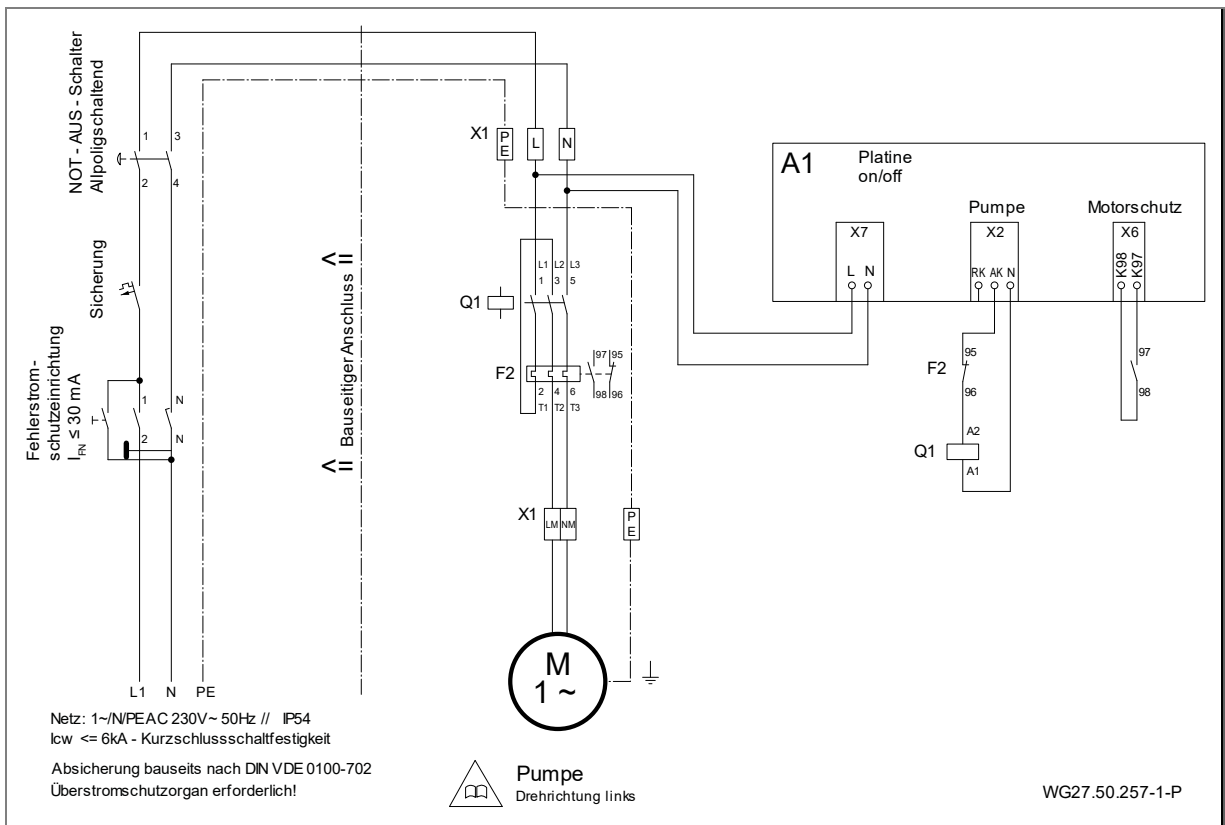 NOT - AUS - Schalter
Allpoligschaltend
1 3
2 4
Sicherung
Fehlerstrom-
schutzeinrichtung
I_FN ≤ 30 mA
1 N
2 N
L1 N PE
<=
Bauseitiger Anschluss
<=
X1 PE L N
L1 L2 L3
1 3 5
Q1
F2
97 95
98 96
2 4 6
T1 T2 T3
X1 LM NM PE
M
1 ~
A1
Platine
on/off
Pumpe
Motorschutz
X7
X2
X6
L N
RK AK N
K98 K97
F2
95
96
A2
Q1
A1
97
98
Netz: 1~/N/PEAC 230V~ 50Hz // IP54
Icw <= 6kA - Kurzschlussschaltfestigkeit
Absicherung bauseits nach DIN VDE 0100-702
Überstromschutzorgan erforderlich!
Pumpe
Drehrichtung links
WG27.50.257-1-P